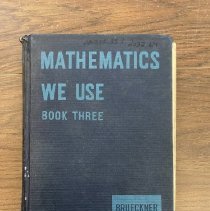 MATHEMATICS
WE USE
BOOK THREE
BRUECKNER